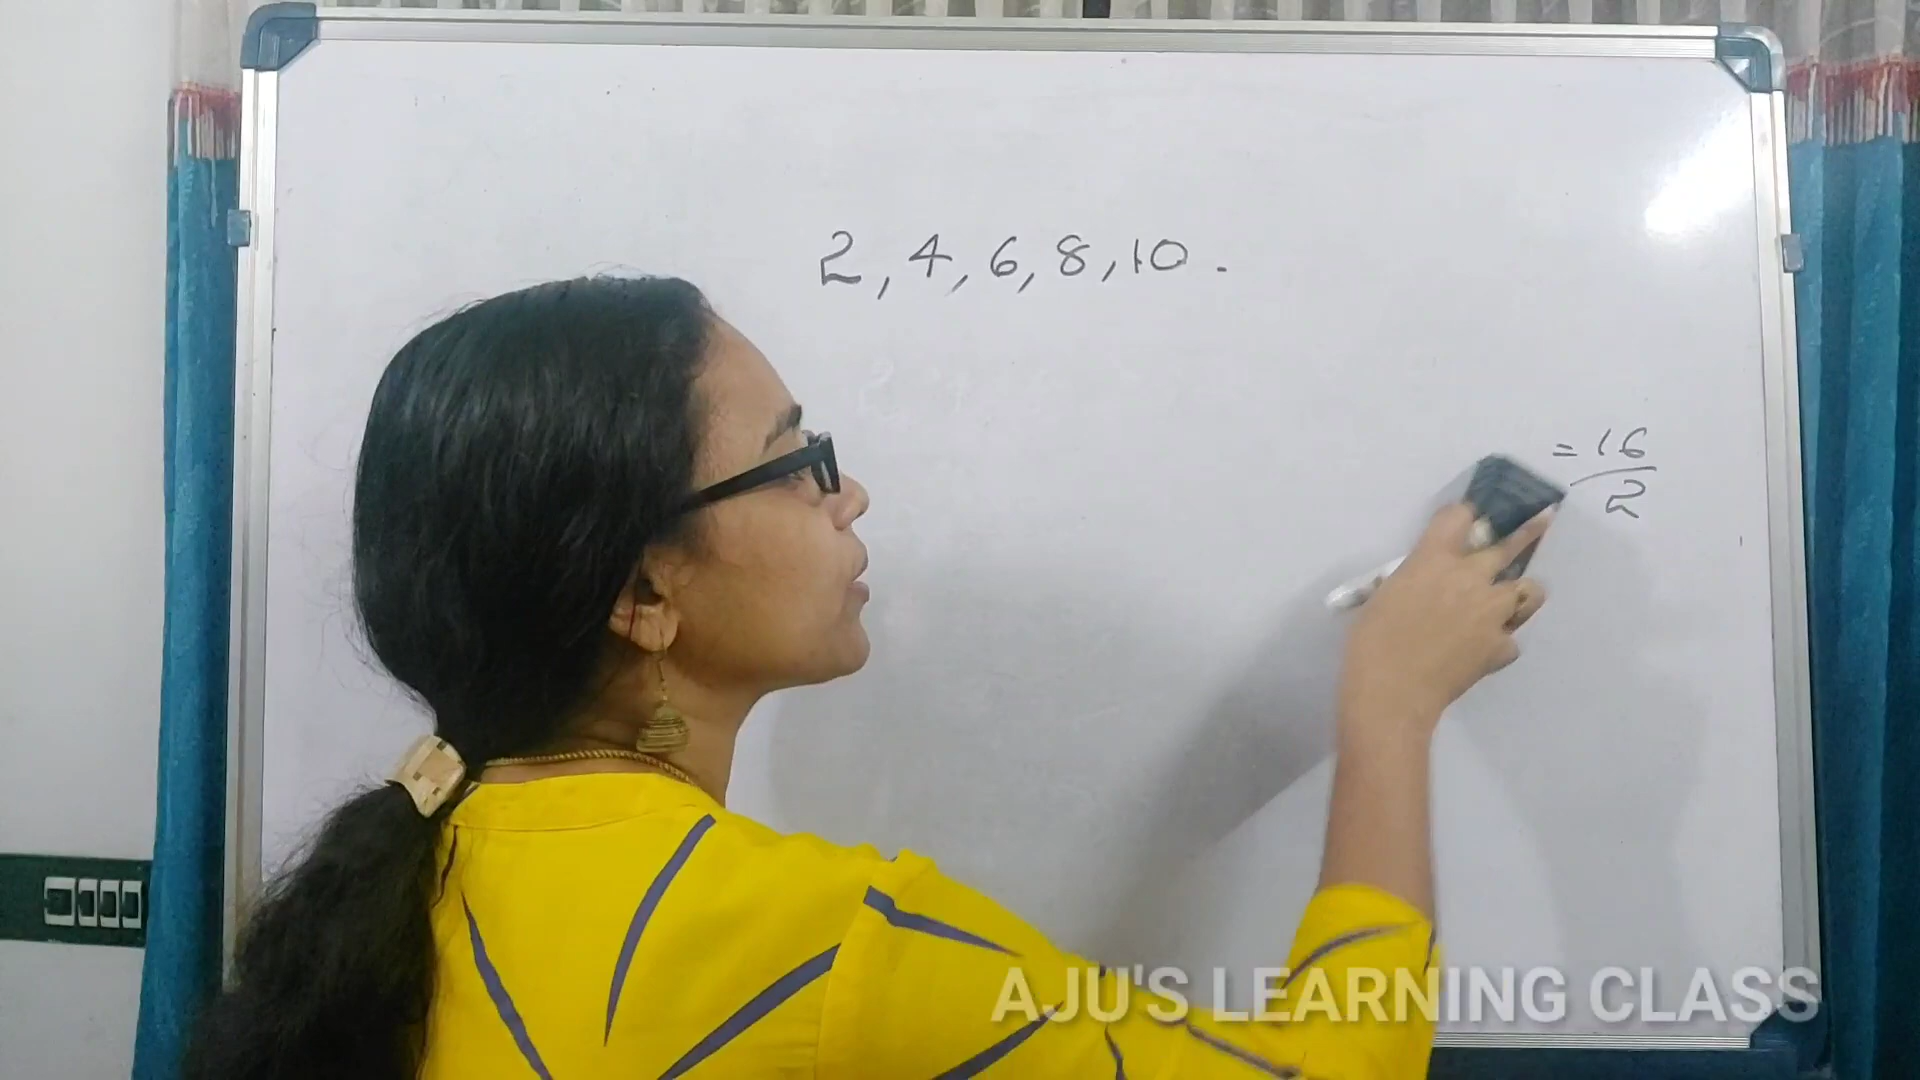 2, 4, 6, 8, 10.
= 16
2
AJU'S LEARNING CLASS